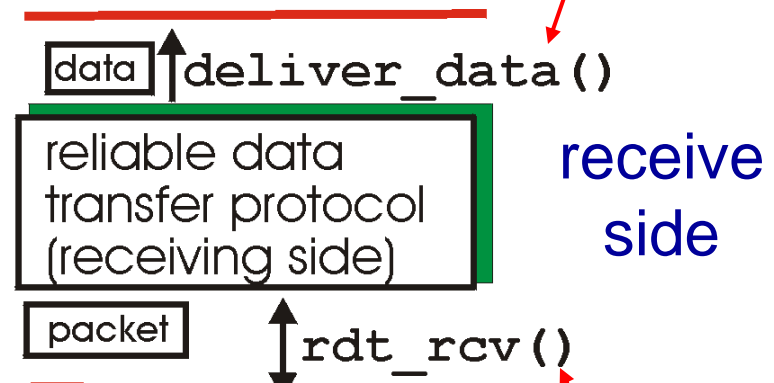 data deliver_data()
reliable data
transfer protocol
(receiving side)
receive
side
packet rdt_rcv()